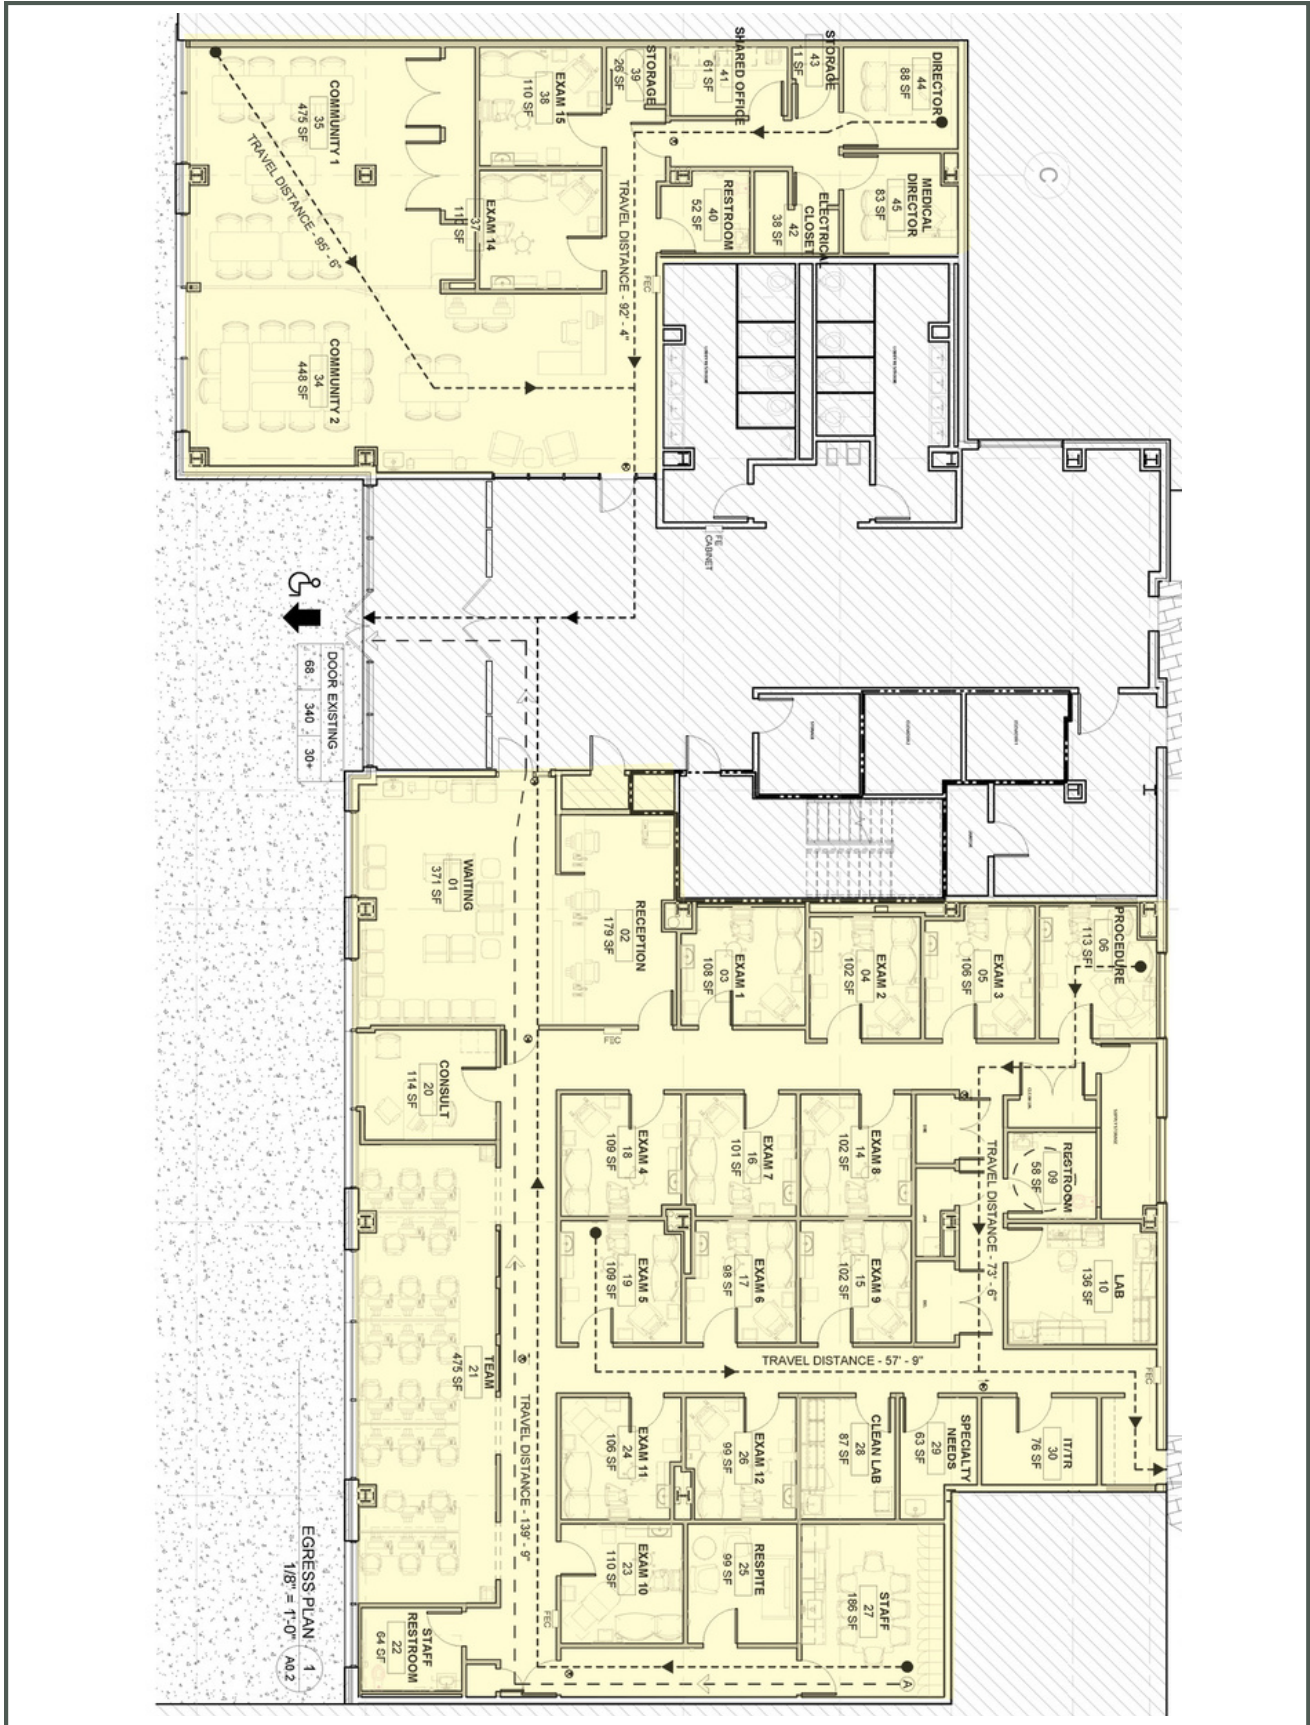 DIRECTOR
44
88 SF
STORAGE
43
11 SF
SHARED OFFICE
41
61 SF
STORAGE
39
26 SF
EXAM 15
38
110 SF
COMMUNITY 1
35
475 SF
TRAVEL DISTANCE - 95' - 6"
C
MEDICAL
DIRECTOR
45
83 SF
ELECTRICAL
CLOSET
42
38 SF
RESTROOM
40
52 SF
TRAVEL DISTANCE - 92' - 4"
EXAM 14
37
SF
FEC
COMMUNITY 2
34
448 SF
FE
CABINET
DOOR EXISTING
68
340
30+
WAITING
01
371 SF
RECEPTION
02
179 SF
EXAM 1
03
108 SF
EXAM 2
04
102 SF
EXAM 3
05
106 SF
PROCEDURE
06
113 SF
FEC
CONSULT
20
114 SF
EXAM 4
18
109 SF
EXAM 7
16
101 SF
EXAM 8
14
102 SF
TRAVEL DISTANCE - 73' - 6"
RESTROOM
09
58 SF
LAB
10
136 SF
EXAM 5
19
109 SF
EXAM 6
17
98 SF
EXAM 9
15
102 SF
TEAM
21
475 SF
TRAVEL DISTANCE - 57' - 9"
FEC
TRAVEL DISTANCE - 139' - 9"
EXAM 11
24
106 SF
EXAM 12
26
99 SF
CLEAN LAB
28
87 SF
SPECIALTY
NEEDS
29
63 SF
IT/TR
30
76 SF
EXAM 10
23
110 SF
RESPITE
25
99 SF
STAFF
27
186 SF
FEC
STAFF
RESTROOM
22
64 SF
A
EGRESS PLAN
1/8" = 1'-0"
1
A0.2